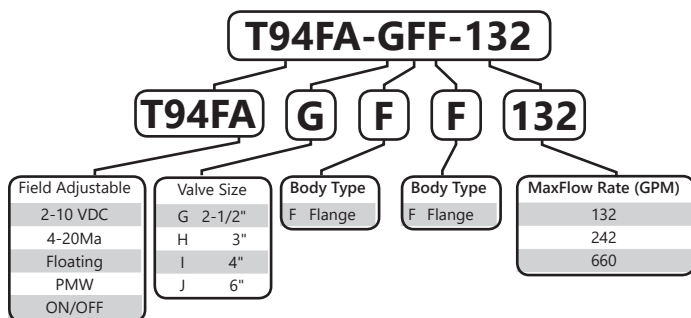 T94FA-GFF-132
T94FA G F F 132
Field Adjustable
2-10 VDC
4-20Ma
Floating
PMW
ON/OFF
Valve Size
G 2-1/2"
H 3"
I 4"
J 6"
Body Type
F Flange
Body Type
F Flange
MaxFlow Rate (GPM)
132
242
660